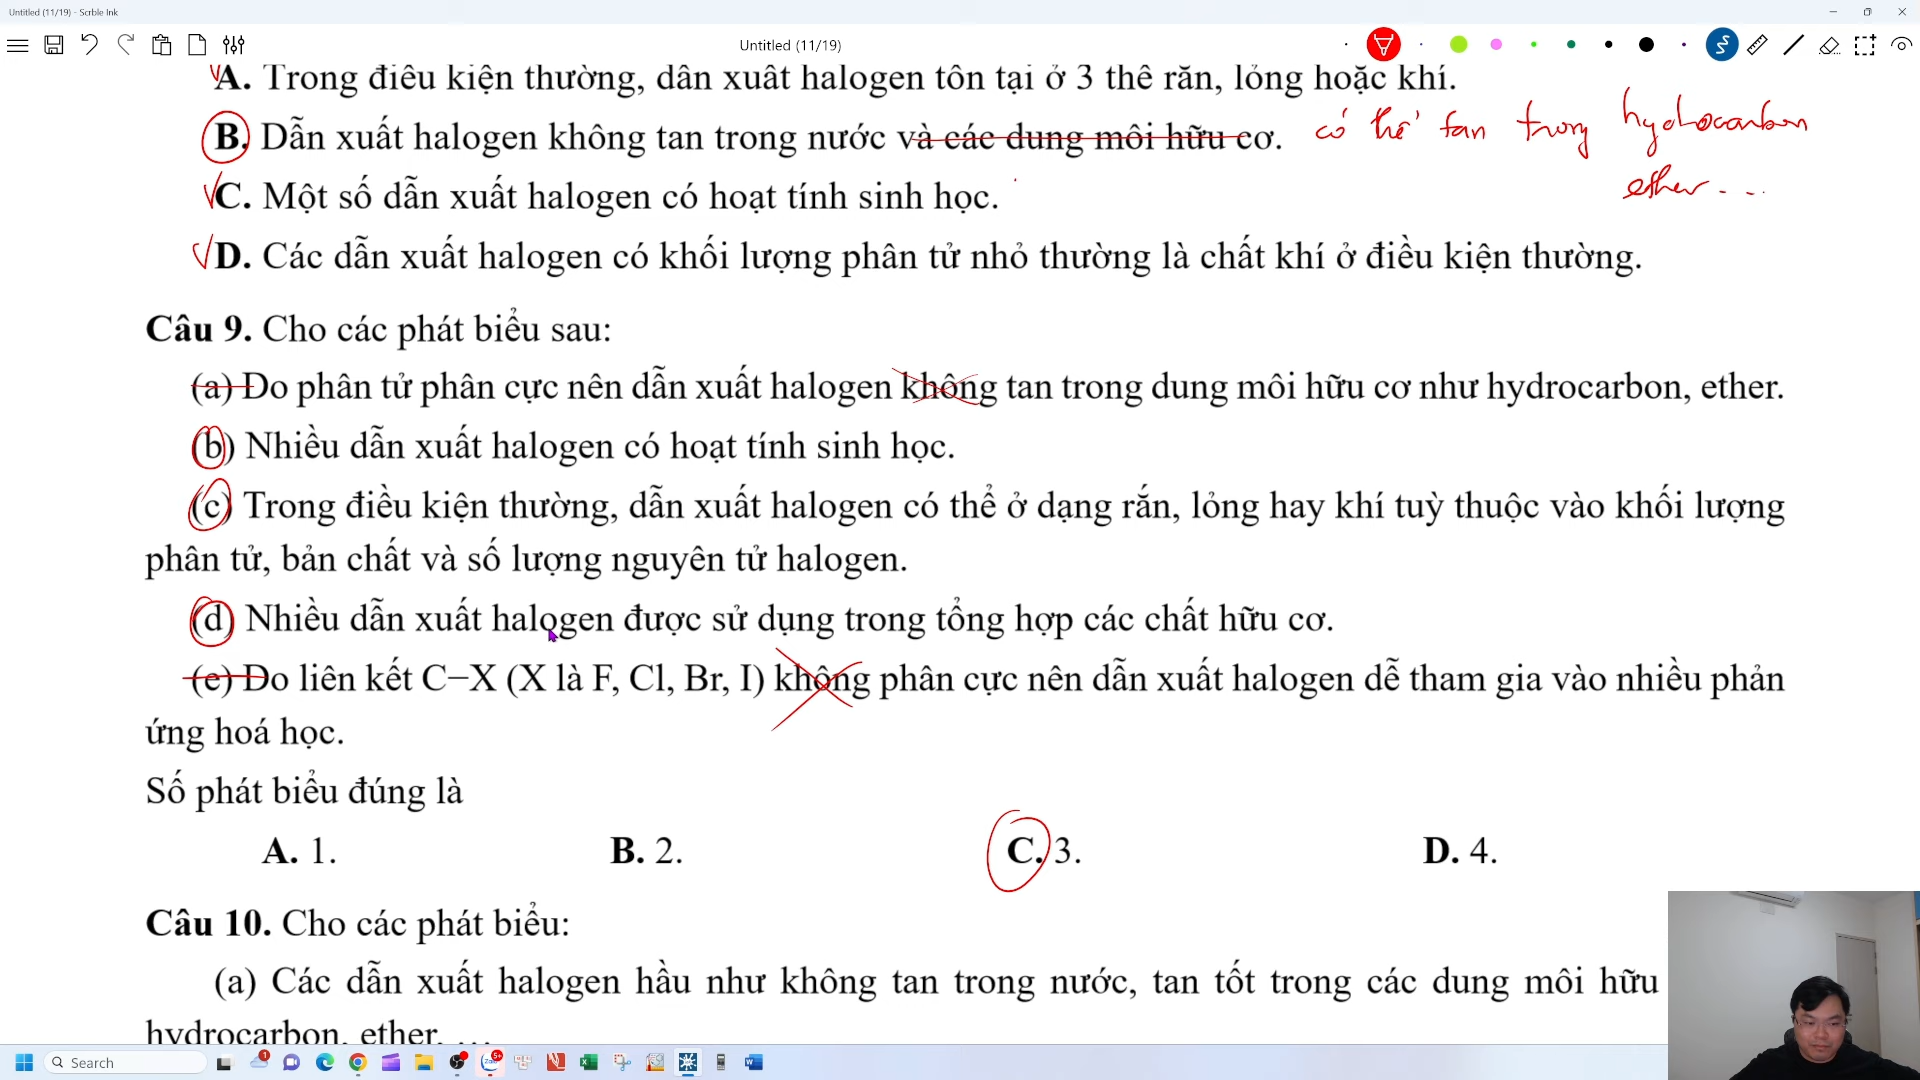 Untitled (11/19) - Scrble Ink
Untitled (11/19)
A. Trong điều kiện thường, dẫn xuất halogen tồn tại ở 3 thể rắn, lỏng hoặc khí.
B. Dẫn xuất halogen không tan trong nước và các dung môi hữu cơ.
có thể tan trong hydrocarbon
ether...
C. Một số dẫn xuất halogen có hoạt tính sinh học.
D. Các dẫn xuất halogen có khối lượng phân tử nhỏ thường là chất khí ở điều kiện thường.
Câu 9. Cho các phát biểu sau:
(a) Do phân tử phân cực nên dẫn xuất halogen không tan trong dung môi hữu cơ như hydrocarbon, ether.
(b) Nhiều dẫn xuất halogen có hoạt tính sinh học.
(c) Trong điều kiện thường, dẫn xuất halogen có thể ở dạng rắn, lỏng hay khí tuỳ thuộc vào khối lượng
phân tử, bản chất và số lượng nguyên tử halogen.
(d) Nhiều dẫn xuất halogen được sử dụng trong tổng hợp các chất hữu cơ.
(e) Do liên kết C−X (X là F, Cl, Br, I) không phân cực nên dẫn xuất halogen dễ tham gia vào nhiều phản
ứng hoá học.
Số phát biểu đúng là
A. 1. B. 2. C. 3. D. 4.
Câu 10. Cho các phát biểu:
(a) Các dẫn xuất halogen hầu như không tan trong nước, tan tốt trong các dung môi hữu
hydrocarbon, ether, …
Search